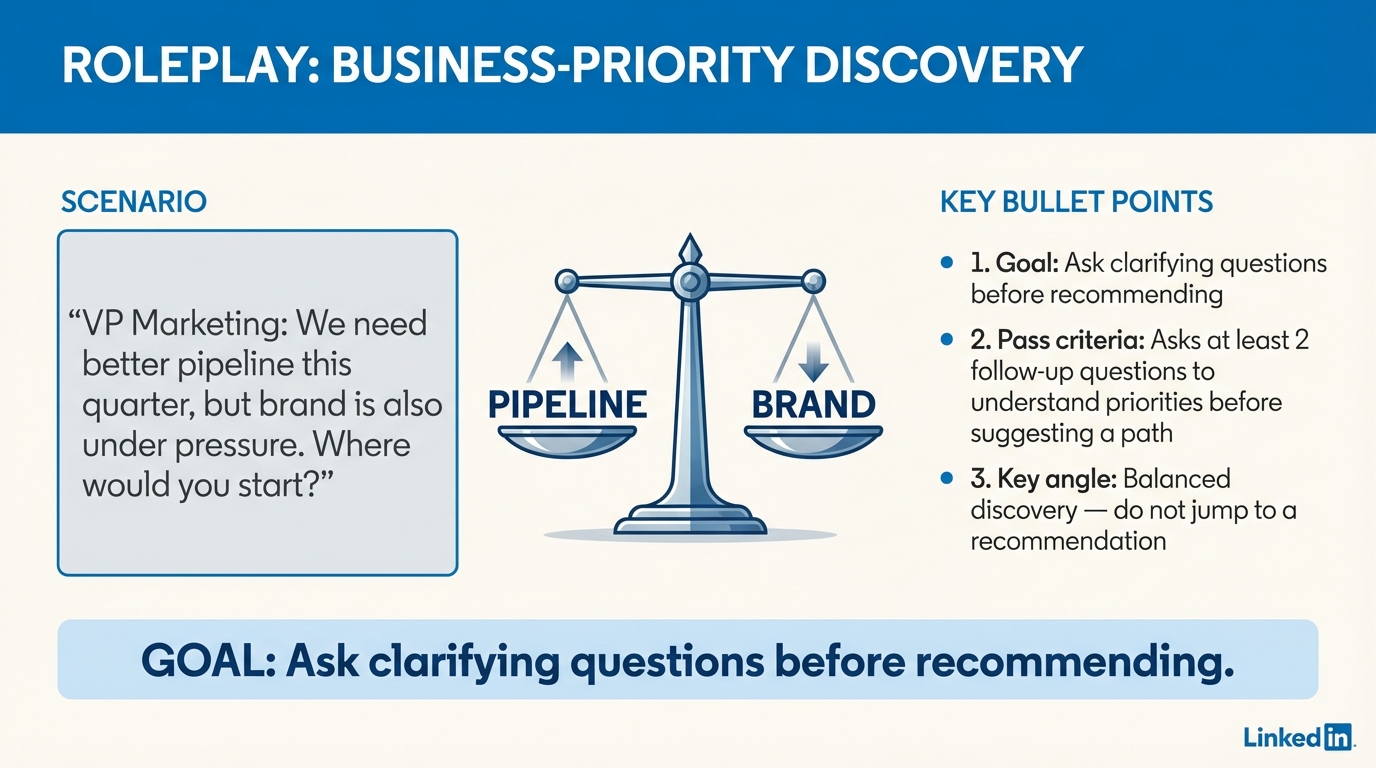 ROLEPLAY: BUSINESS-PRIORITY DISCOVERY
SCENARIO
“VP Marketing: We need
better pipeline this
quarter, but brand is also
under pressure. Where
would you start?”
PIPELINE
BRAND
KEY BULLET POINTS
• 1. Goal: Ask clarifying questions
before recommending
• 2. Pass criteria: Asks at least 2
follow-up questions to
understand priorities before
suggesting a path
• 3. Key angle: Balanced
discovery — do not jump to a
recommendation
GOAL: Ask clarifying questions before recommending.
LinkedIn